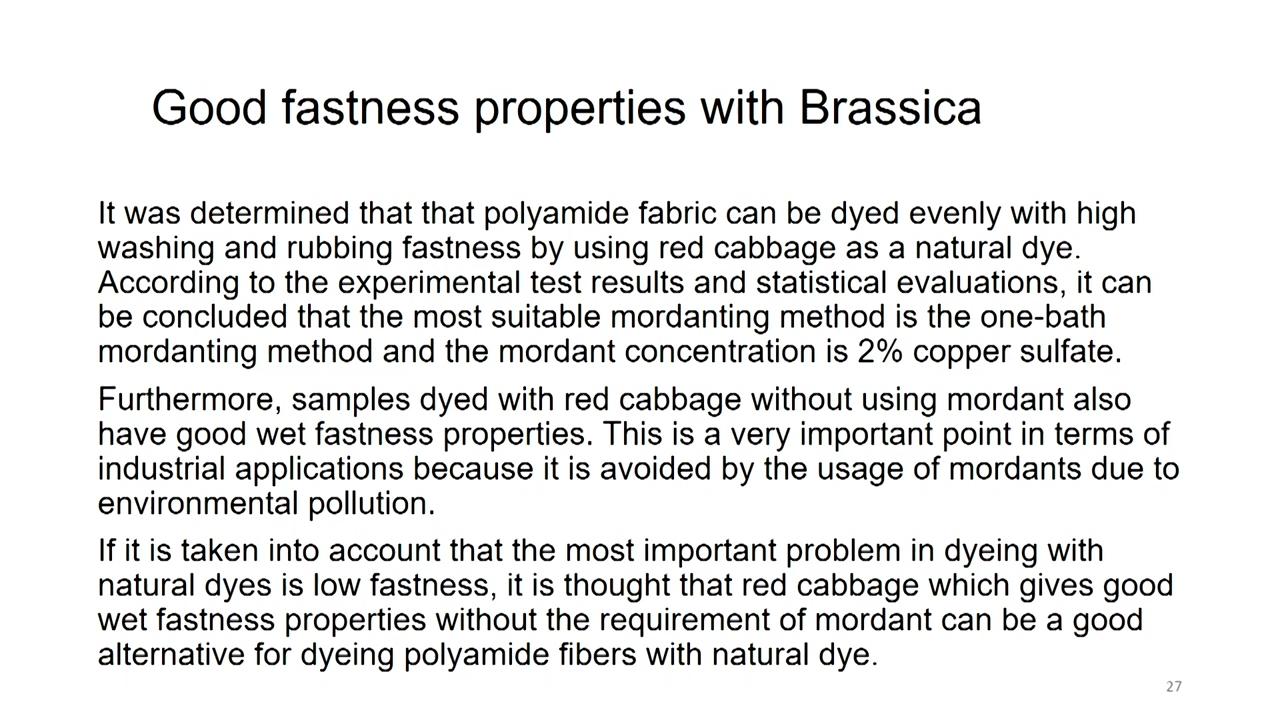 Good fastness properties with Brassica
It was determined that that polyamide fabric can be dyed evenly with high
washing and rubbing fastness by using red cabbage as a natural dye.
According to the experimental test results and statistical evaluations, it can
be concluded that the most suitable mordanting method is the one-bath
mordanting method and the mordant concentration is 2% copper sulfate.
Furthermore, samples dyed with red cabbage without using mordant also
have good wet fastness properties. This is a very important point in terms of
industrial applications because it is avoided by the usage of mordants due to
environmental pollution.
If it is taken into account that the most important problem in dyeing with
natural dyes is low fastness, it is thought that red cabbage which gives good
wet fastness properties without the requirement of mordant can be a good
alternative for dyeing polyamide fibers with natural dye.
27